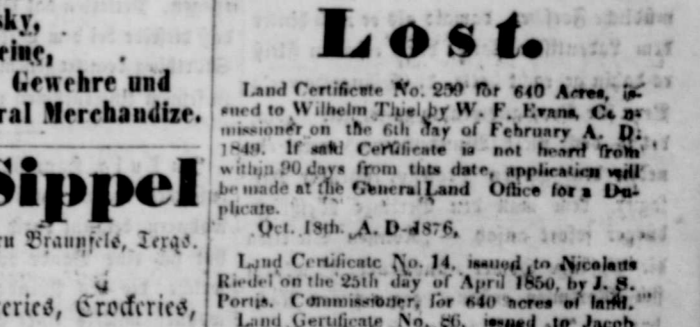 sky,
eine,
Gewehre und
ral Merchandize.
Sippel
eu Braunfels, Texas.
eries, Crockeries,
Lost.
Land Certificate No. 259 for 640 Acres, is-
sued to Wilhelm Thiel by W. F. Evans, Com-
missioner on the 6th day of February A. D.
1849. If said Certificate is not heard from
within 90 days from this date, application will
be made at the General Land Office for a Du-
plicate.
Oct. 18th. A. D. 1876.
Land Certificate No. 14, issued to Nicolaus
Riedel on the 25th day of April 1850, by J. S.
Portis. Commissioner, for 640 acres of land."
Land Certificate No. 86, issued to Jacob